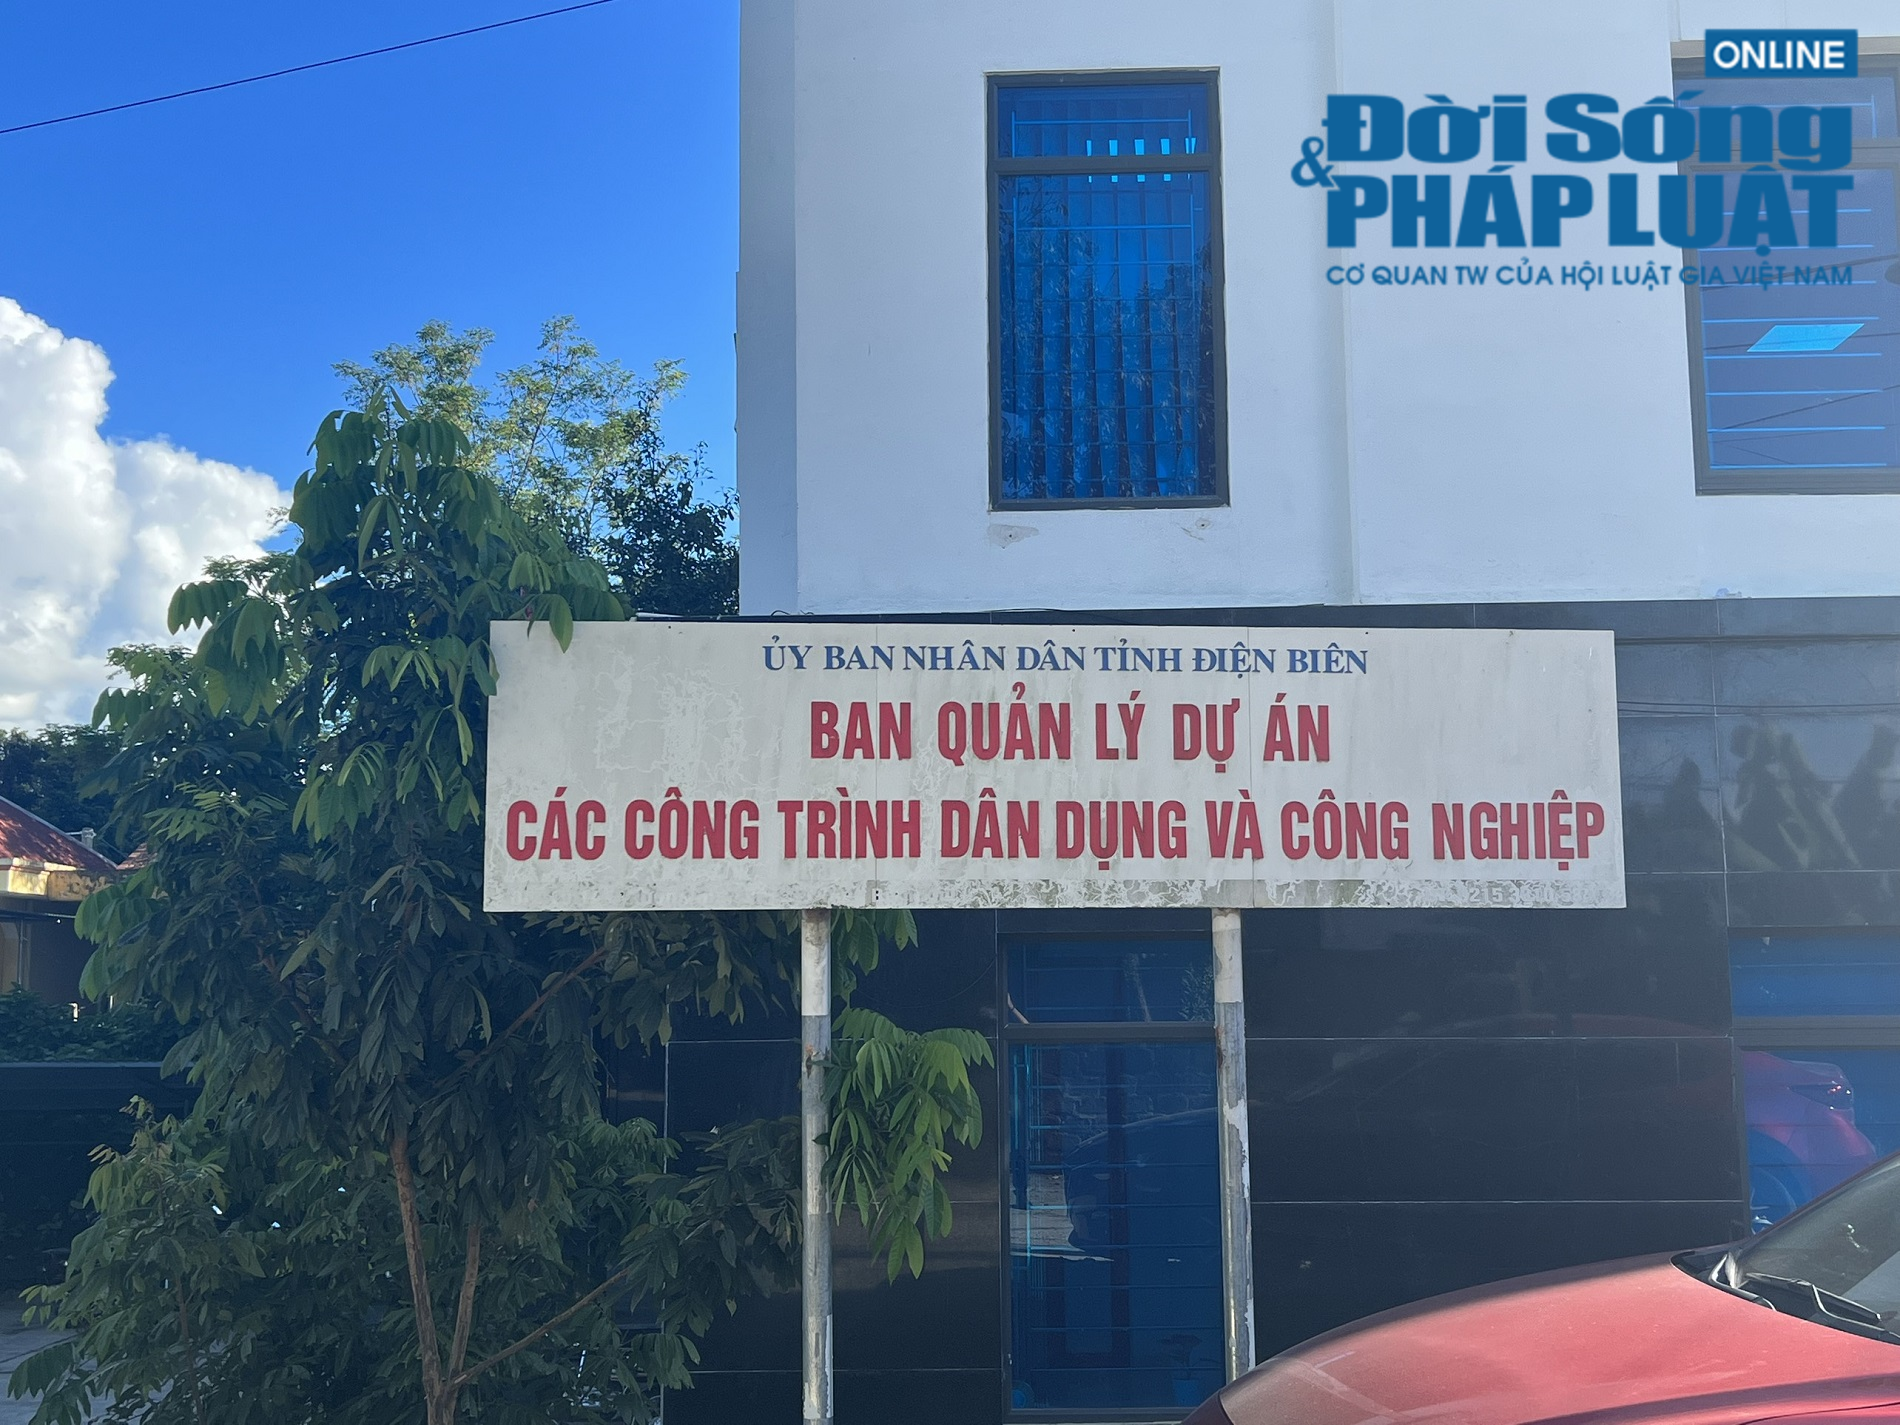 ONLINE
Đời Sống
& PHÁP LUẬT
CƠ QUAN TW CỦA HỘI LUẬT GIA VIỆT NAM
ỦY BAN NHÂN DÂN TỈNH ĐIỆN BIÊN
BAN QUẢN LÝ DỰ ÁN
CÁC CÔNG TRÌNH DÂN DỤNG VÀ CÔNG NGHIỆP